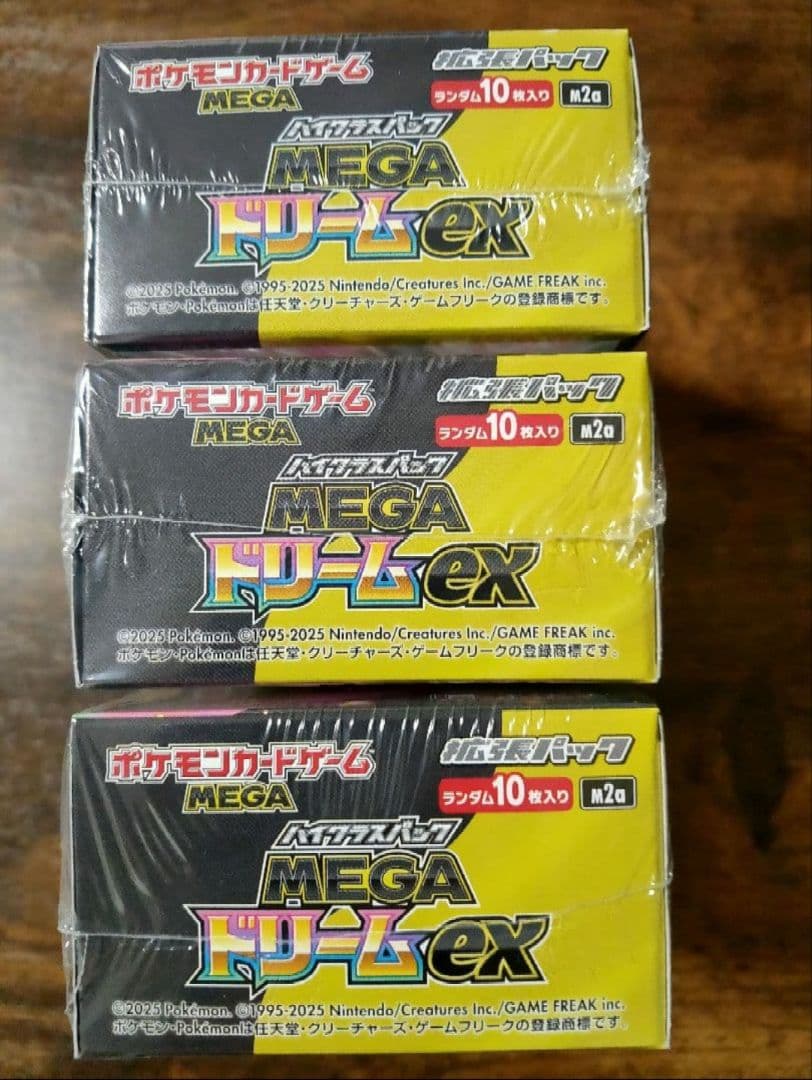 ポケモンカードゲーム 拡張パック
MEGA ランダム10枚入り M2a
ハイクラスパック
MEGA
ドリームex
©2025 Pokémon. ©1995-2025 Nintendo/Creatures Inc./GAME FREAK inc.
ポケモン・Pokémonは任天堂・クリーチャーズ・ゲームフリークの登録商標です。
ポケモンカードゲーム 拡張パック
MEGA ランダム10枚入り M2a
ハイクラスパック
MEGA
ドリームex
©2025 Pokémon. ©1995-2025 Nintendo/Creatures Inc./GAME FREAK inc.
ポケモン・Pokémonは任天堂・クリーチャーズ・ゲームフリークの登録商標です。
ポケモンカードゲーム 拡張パック
MEGA ランダム10枚入り M2a
ハイクラスパック
MEGA
ドリームex
©2025 Pokémon. ©1995-2025 Nintendo/Creatures Inc./GAME FREAK inc.
ポケモン・Pokémonは任天堂・クリーチャーズ・ゲームフリークの登録商標です。